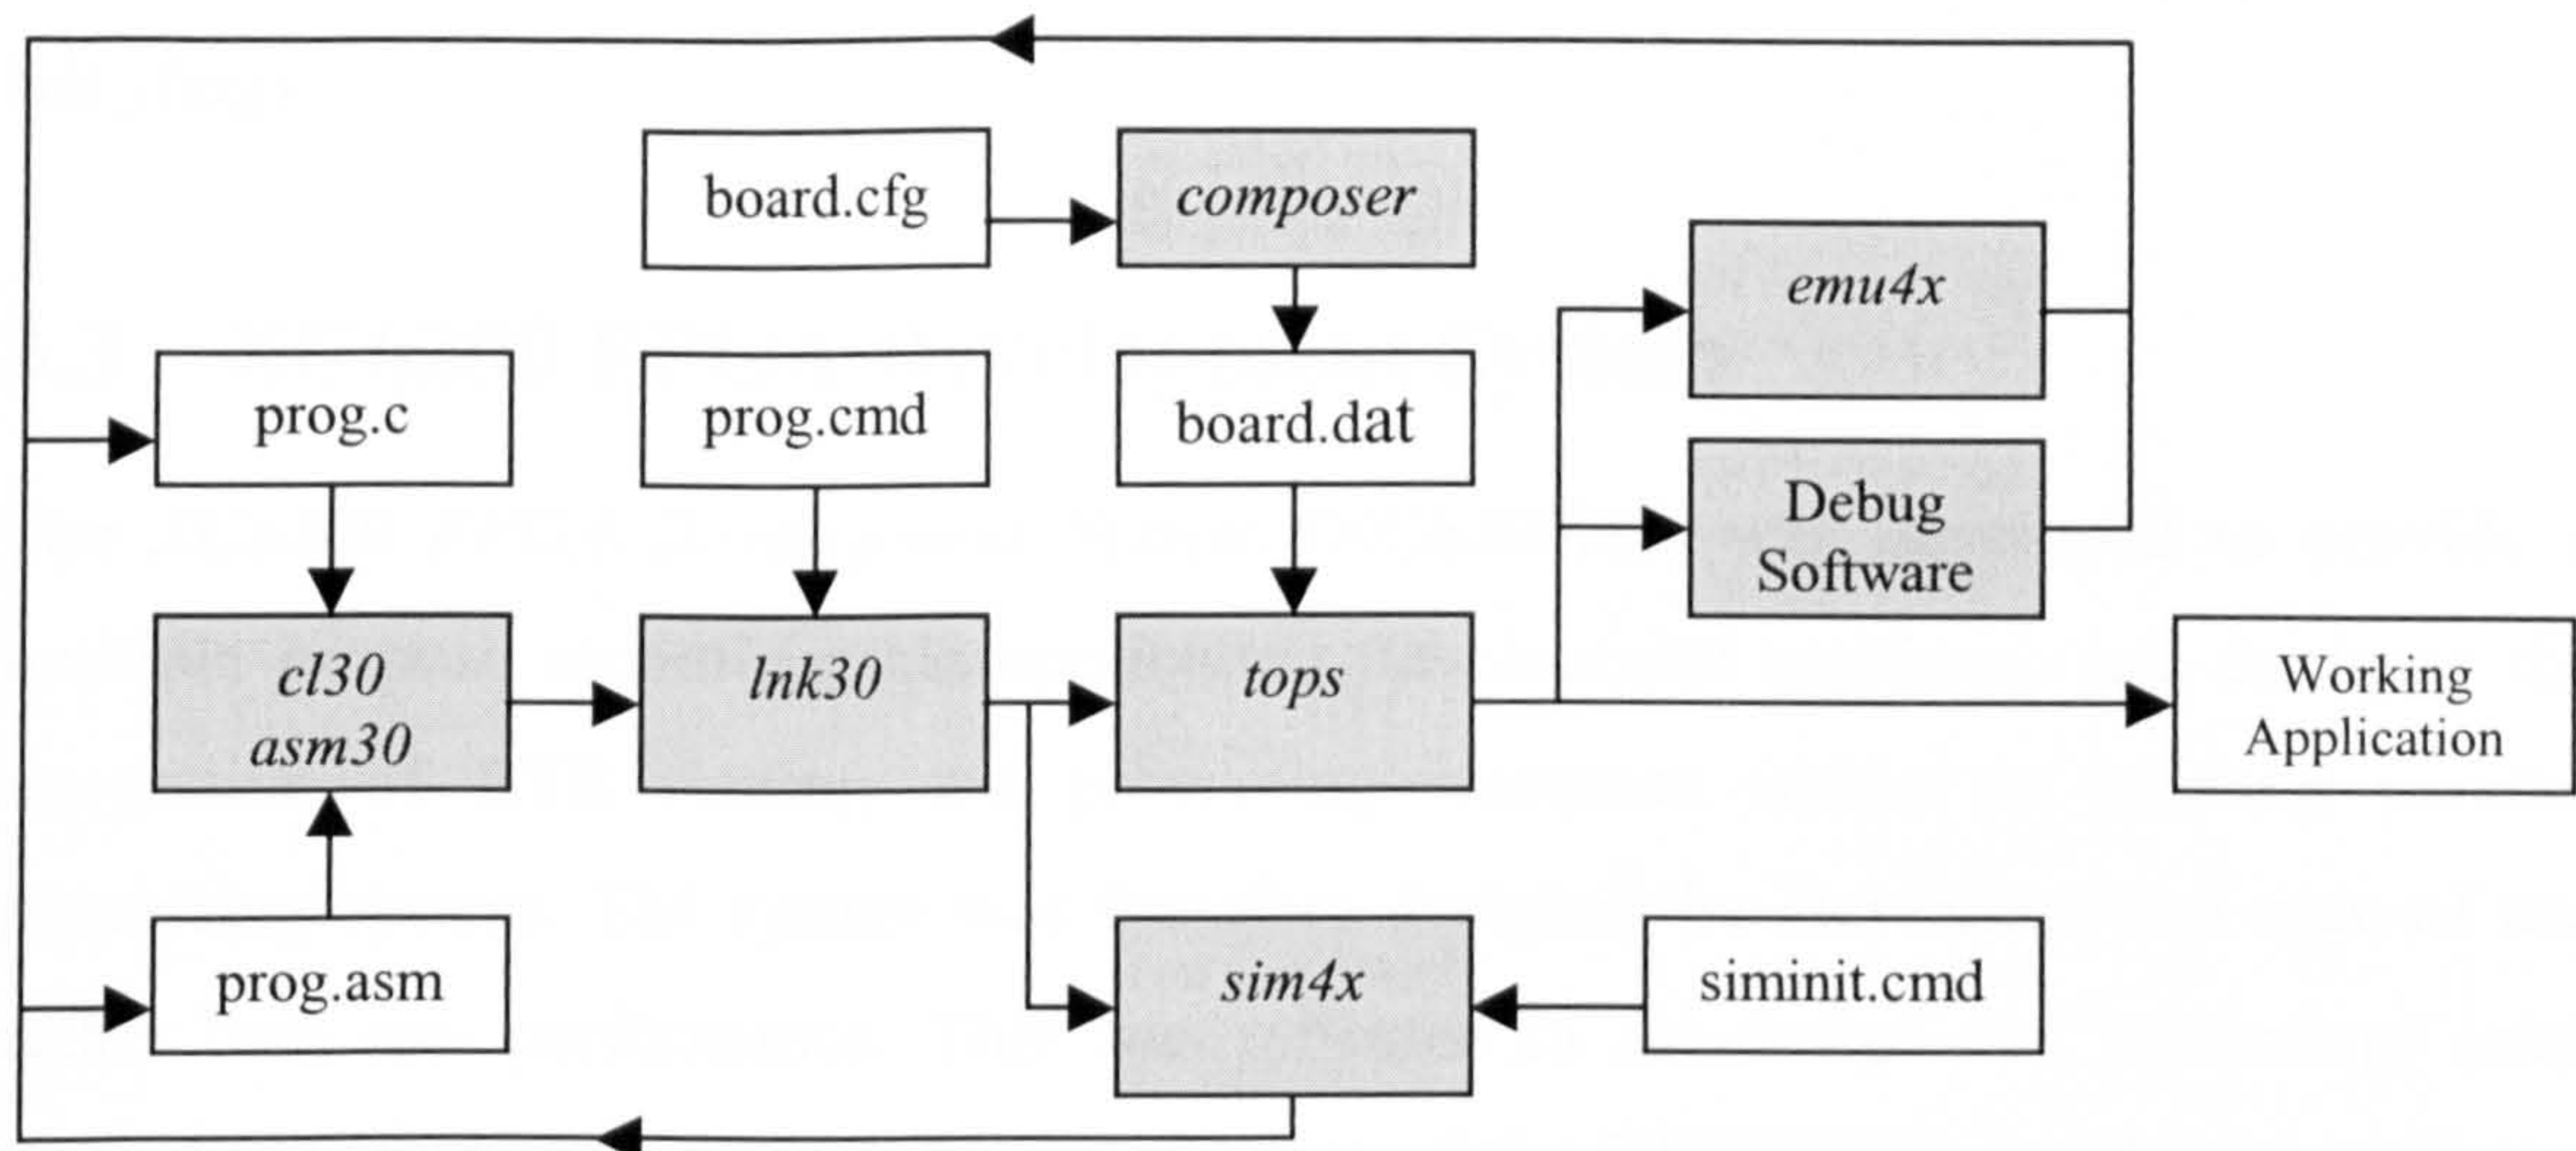 board.cfg
composer
emu4x
prog.c
prog.cmd
board.dat
Debug
Software
cl30
asm30
lnk30
tops
Working
Application
prog.asm
sim4x
siminit.cmd